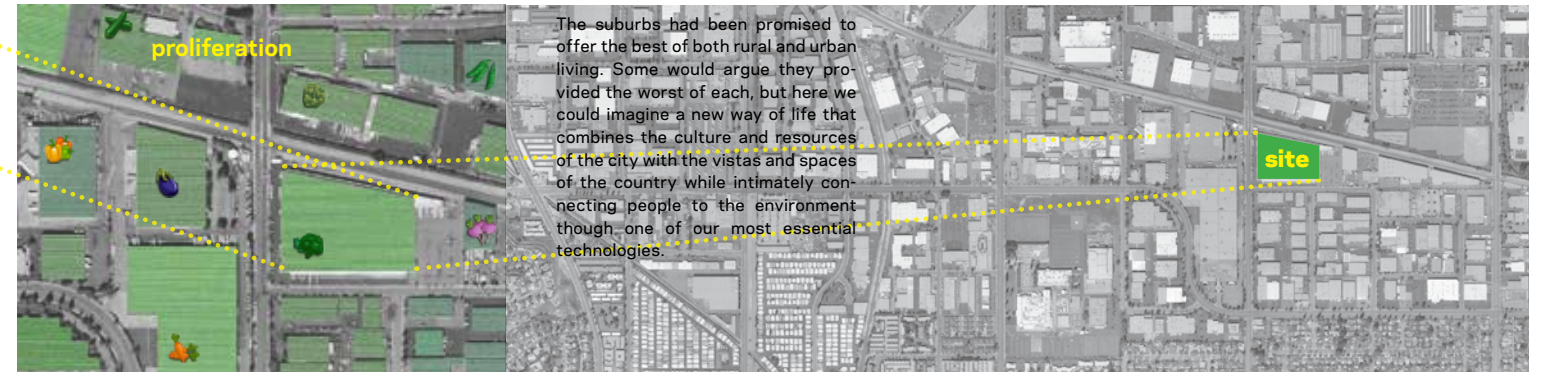 proliferation
The suburbs had been promised to
offer the best of both rural and urban
living. Some would argue they pro-
vided the worst of each, but here we
could imagine a new way of life that
combines the culture and resources
of the city with the vistas and spaces
of the country while intimately con-
necting people to the environment
though one of our most essential
technologies.
site